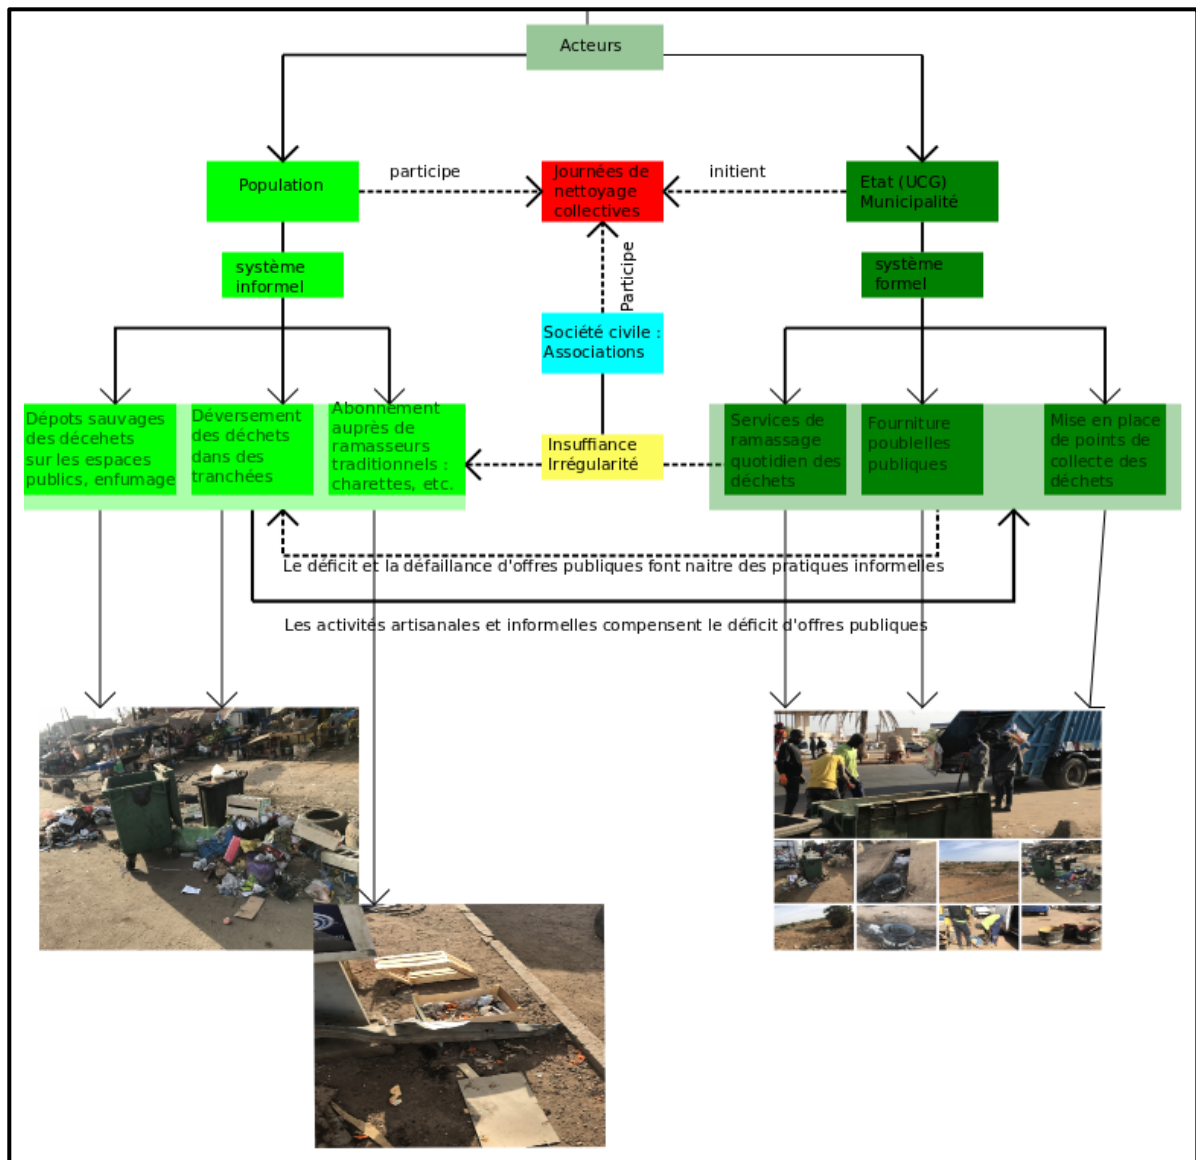 Acteurs
Population
participe
Journées de
nettoyage
collectives
initient
Etat (UCG)
Municipalité
système
informel
Participe
système
formel
Société civile :
Associations
Dépots sauvages
des décehets
sur les espaces
publics, enfumage
Déversement
des déchets
dans des
tranchées
Abonnement
auprès de
ramasseurs
traditionnels :
charettes, etc.
Insuffiance
Irrégularité
Services de
ramassage
quotidien des
déchets
Fourniture
poublelles
publiques
Mise en place
de points de
collecte des
déchets
Le déficit et la défaillance d'offres publiques font naitre des pratiques informelles
Les activités artisanales et informelles compensent le déficit d'offres publiques